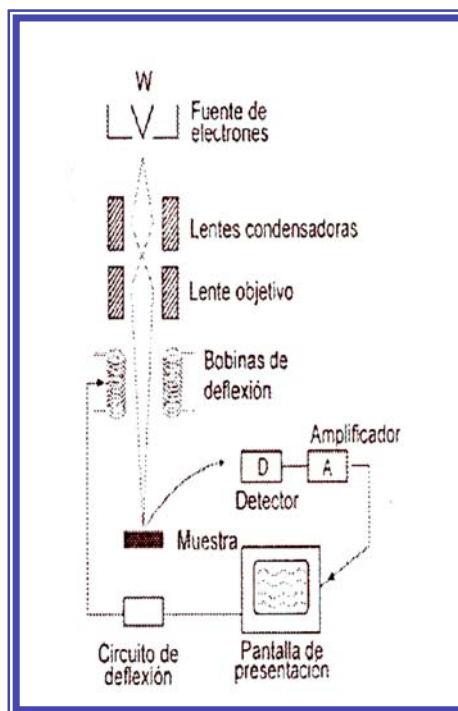 W
Fuente de
electrones
Lentes condensadoras
Lente objetivo
Bobinas de
deflexión
Amplificador
D
A
Detector
Muestra
Circuito de
deflexión
Pantalla de
presentación